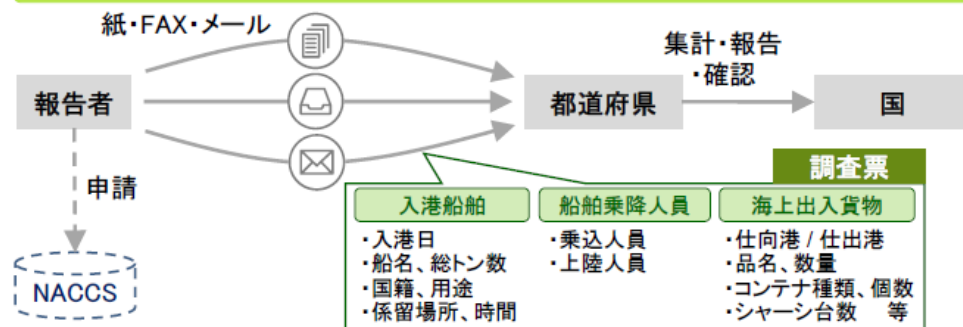 紙・FAX・メール
集計・報告
・確認
報告者
都道府県
国
申請
調査票
入港船舶
船舶乗降人員
海上出入貨物
・入港日
・船名、総トン数
・国籍、用途
・係留場所、時間
・乗込人員
・上陸人員
・仕向港 / 仕出港
・品名、数量
・コンテナ種類、個数
・シャーシ台数 等
NACCS